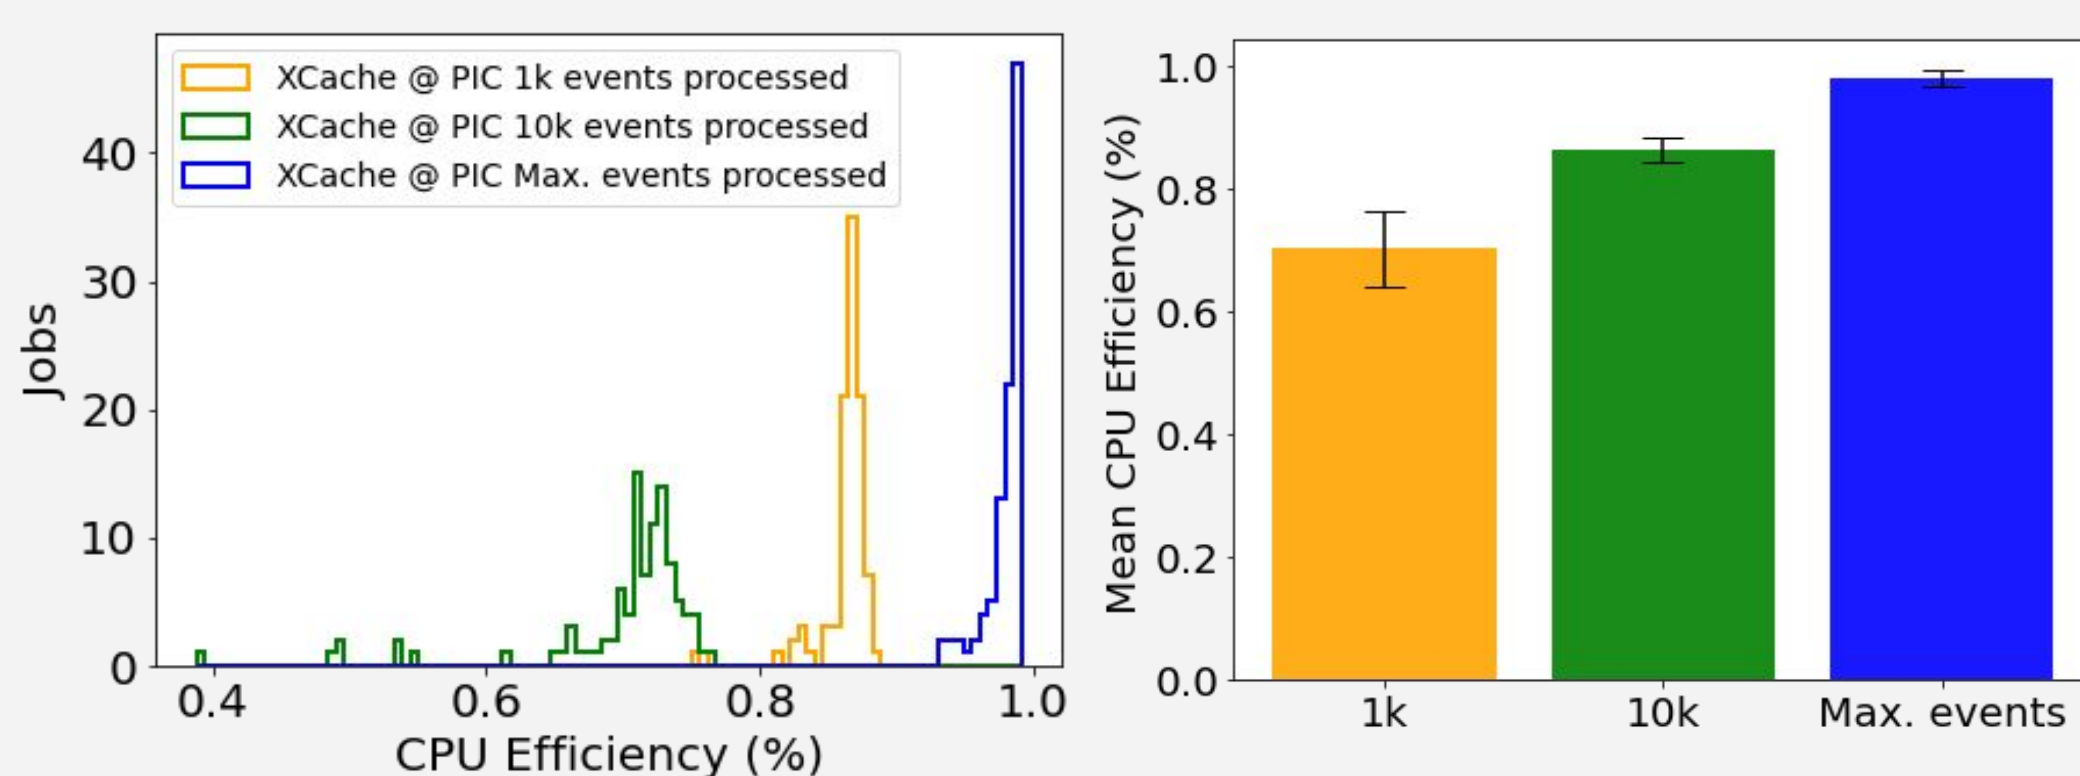 XCache @ PIC 1k events processed
XCache @ PIC 10k events processed
XCache @ PIC Max. events processed
Jobs
40
30
20
10
0
0.4 0.6 0.8 1.0
CPU Efficiency (%)
Mean CPU Efficiency (%)
1.0
0.8
0.6
0.4
0.2
0.0
1k 10k Max. events